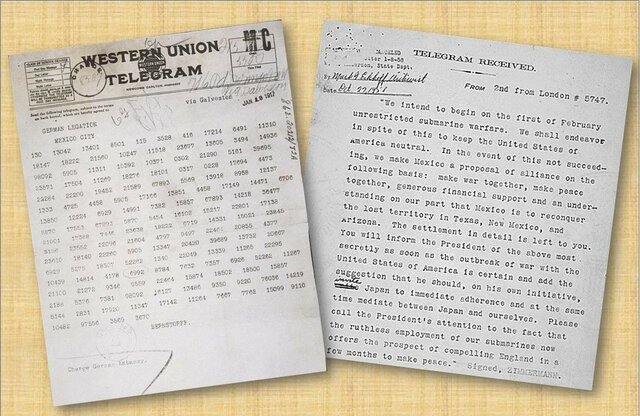 WESTERN UNION
TELEGRAM
NEWCOMB CARLTON, PRESIDENT
via Galveston
JAN 19 1917
GERMAN LEGATION
MEXICO CITY
130 13042 13401 8501 115 3528 416 17214 6491 11310
18147 18222 21560 10247 11518 23677 13605 3494 14936
98092 5905 11311 10392 10371 0302 21290 5161 39695
23571 17504 11269 18276 18101 0317 0228 17694 4473
22284 22200 19452 21589 67893 5569 13918 8958 12137
1333 4725 4458 5905 17166 13851 4458 17149 14471 6706
13850 12224 6929 14991 7382 15857 67893 14218 36477
5870 17553 67893 5870 5454 16102 15217 22801 17138
21001 17388 7446 23638 18222 6719 14331 15021 23845
3156 23552 22096 21604 4797 9497 22464 20855 4377
23610 18140 22260 5905 13347 20420 39689 13732 20667
6929 5275 18507 52262 1340 22049 13339 11265 22295
10439 14814 4178 6992 8784 7632 7357 6926 52262 11267
21100 21272 9346 9559 22464 15874 18502 18500 15857
2188 5376 7381 98092 16127 13486 9350 9220 76036 14219
5144 2831 17920 11347 17142 11264 7667 7762 15099 9110
10482 97556 3569 3670
BERNSTORFF.
Charge German Embassy.
TELEGRAM RECEIVED.
State Dept.
By
FROM 2nd from London # 5747.
"We intend to begin on the first of February
unrestricted submarine warfare. We shall endeavor
in spite of this to keep the United States of
america neutral. In the event of this not succeed-
ing, we make Mexico a proposal of alliance on the
following basis: make war together, make peace
together, generous financial support and an under-
standing on our part that Mexico is to reconquer
the lost territory in Texas, New Mexico, and
arizona. The settlement in detail is left to you.
You will inform the President of the above most
secretly as soon as the outbreak of war with the
United States of America is certain and add the
suggestion that he should, on his own initiative,
invite Japan to immediate adherence and at the same
time mediate between Japan and ourselves. Please
call the President's attention to the fact that
the ruthless employment of our submarines now
offers the prospect of compelling England in a
few months to make peace." Signed, ZIMMERMANN.